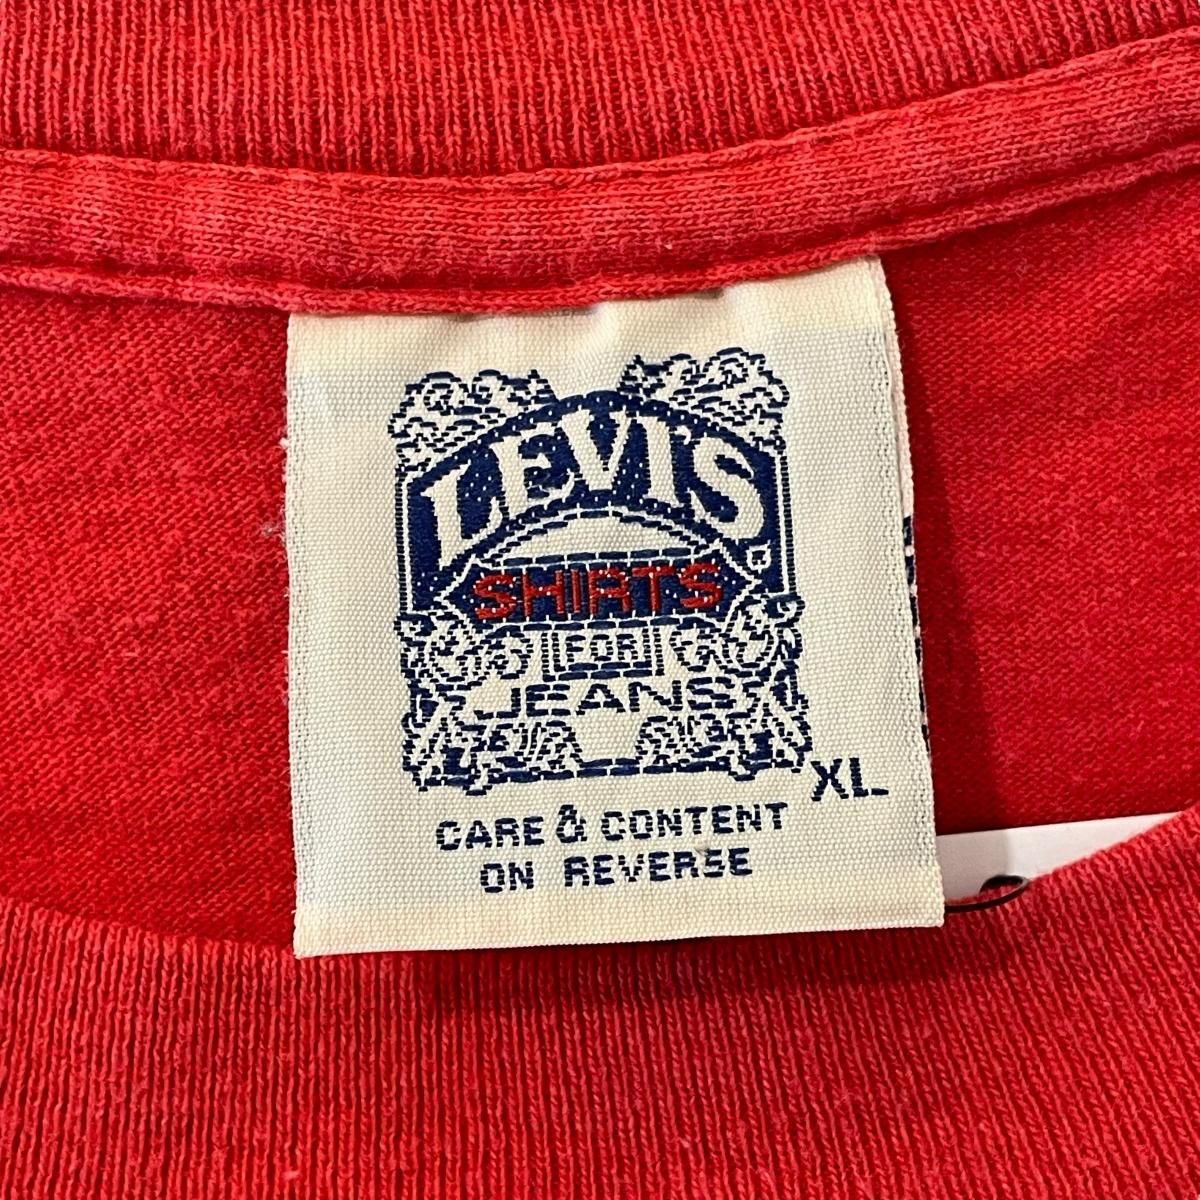 LEVI'S
SHIRTS
FOR
JEANS
XL
CARE & CONTENT
ON REVERSE